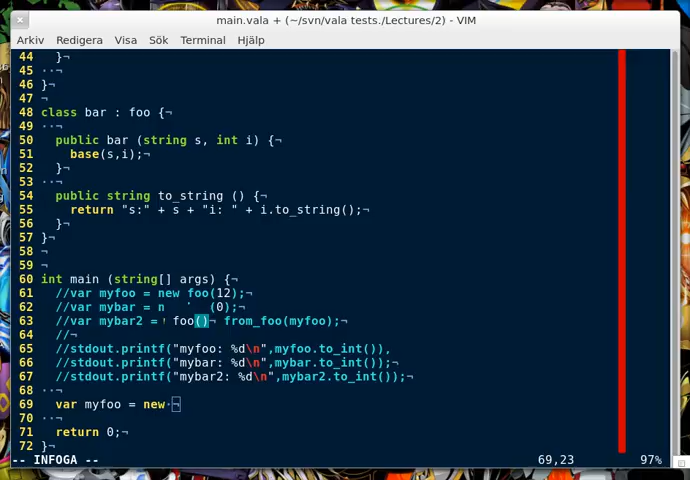 main.vala + (~/svn/vala tests./Lectures/2) - VIM
Arkiv Redigera Visa Sök Terminal Hjälp
44   }¬
45 ··¬
46 }¬
47 ¬
48 class bar : foo {¬
49 ··¬
50   public bar (string s, int i) {¬
51     base(s,i);¬
52   }¬
53 ··¬
54   public string to_string () {¬
55     return "s:" + s + "i: " + i.to_string();¬
56   }¬
57 }¬
58 ¬
59 ¬
60 int main (string[] args) {¬
61   //var myfoo = new foo(12);¬
62   //var mybar = n (0);¬
63   //var mybar2 = foo()¬ from_foo(myfoo);¬
64   //¬
65   //stdout.printf("myfoo: %d\n",myfoo.to_int()),
66   //stdout.printf("mybar: %d\n",mybar.to_int());¬
67   //stdout.printf("mybar2: %d\n",mybar2.to_int());¬
68 ··¬
69   var myfoo = new·¬
70 ··¬
71   return 0;¬
72 }¬
-- INFOGA -- 69,23 97%